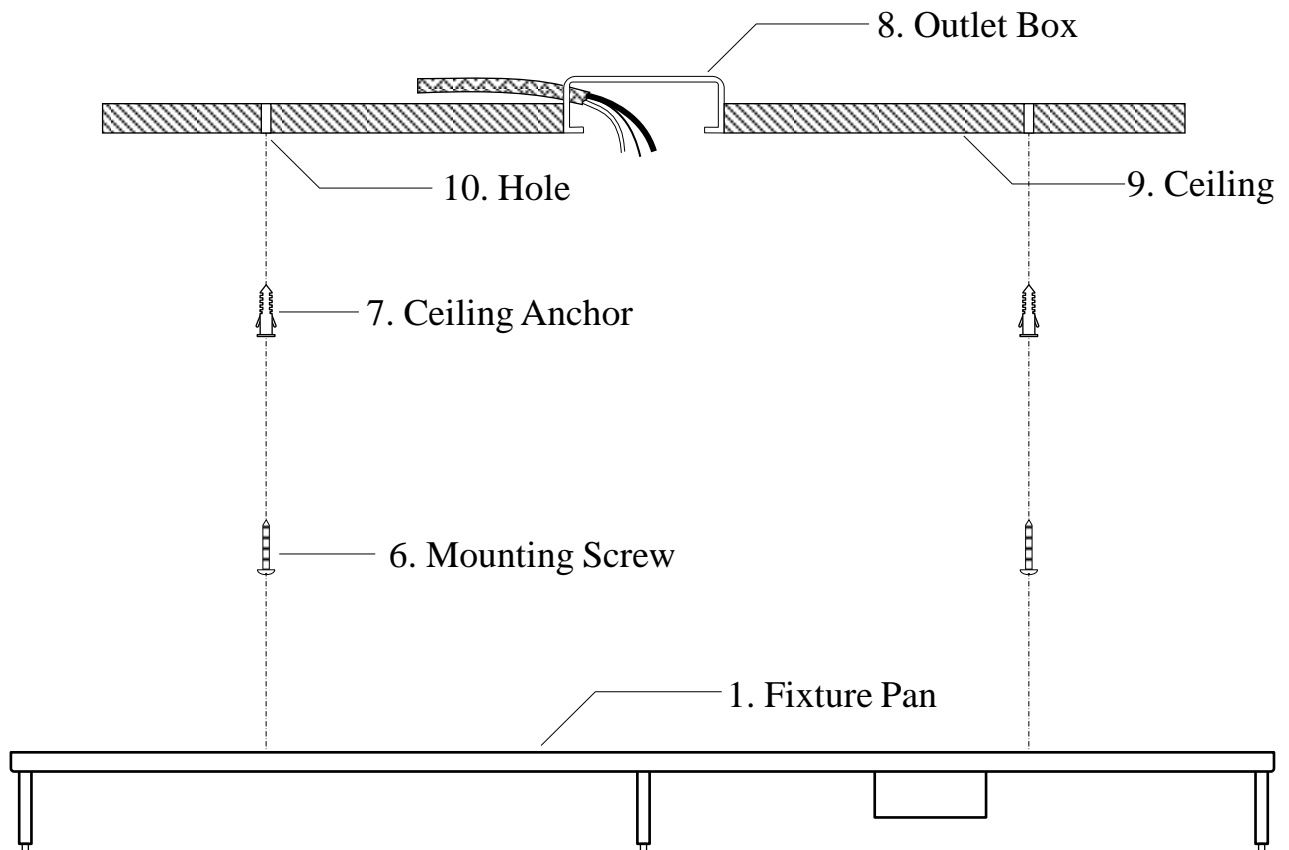 8. Outlet Box
10. Hole
9. Ceiling
7. Ceiling Anchor
6. Mounting Screw
1. Fixture Pan